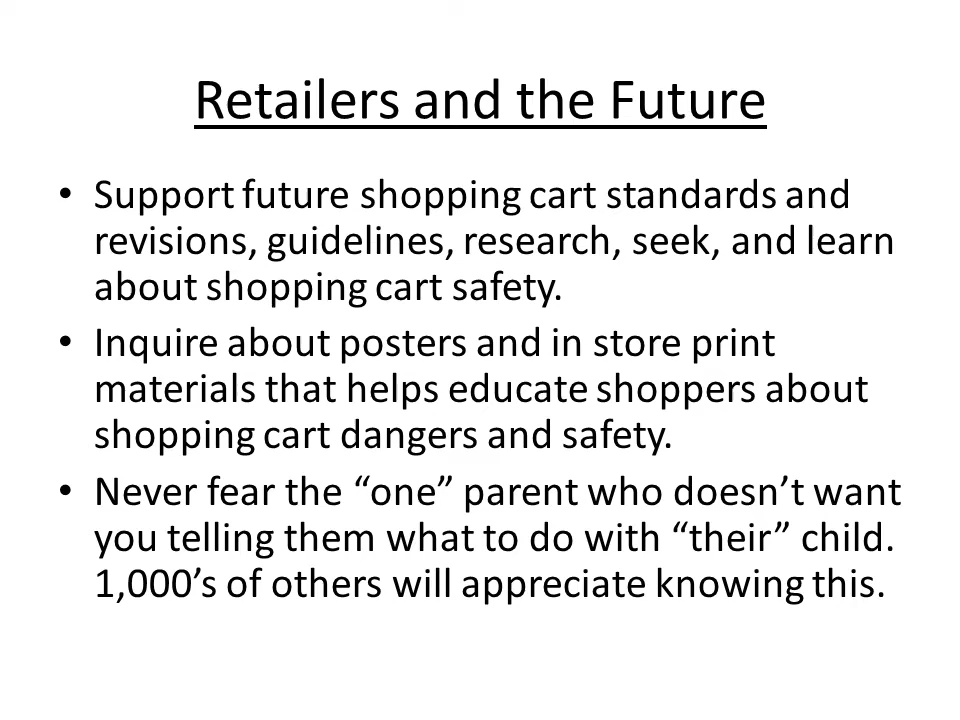 Retailers and the Future
• Support future shopping cart standards and
revisions, guidelines, research, seek, and learn
about shopping cart safety.
• Inquire about posters and in store print
materials that helps educate shoppers about
shopping cart dangers and safety.
• Never fear the “one” parent who doesn’t want
you telling them what to do with “their” child.
1,000’s of others will appreciate knowing this.